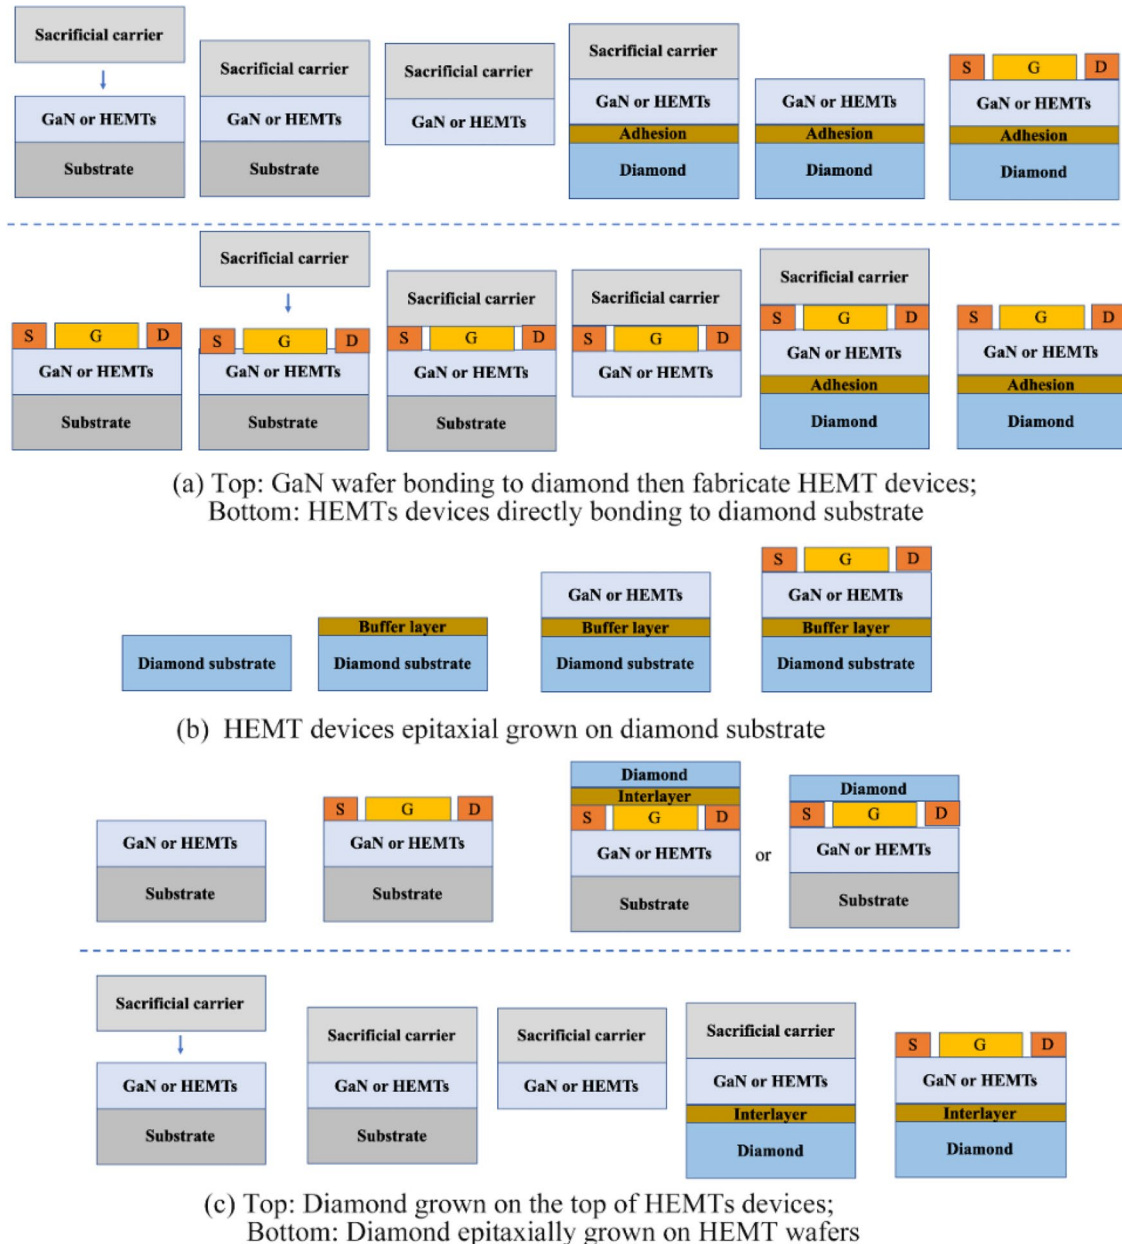 Sacrificial carrier
GaN or HEMTs
Substrate
Sacrificial carrier
GaN or HEMTs
Substrate
Sacrificial carrier
GaN or HEMTs
Sacrificial carrier
GaN or HEMTs
Adhesion
Diamond
GaN or HEMTs
Adhesion
Diamond
S G D
GaN or HEMTs
Adhesion
Diamond
S G D
GaN or HEMTs
Substrate
Sacrificial carrier
S G D
GaN or HEMTs
Substrate
Sacrificial carrier
S G D
GaN or HEMTs
Substrate
Sacrificial carrier
S G D
GaN or HEMTs
Sacrificial carrier
S G D
GaN or HEMTs
Adhesion
Diamond
S G D
GaN or HEMTs
Adhesion
Diamond
(a) Top: GaN wafer bonding to diamond then fabricate HEMT devices;
Bottom: HEMTs devices directly bonding to diamond substrate
Diamond substrate
Buffer layer
Diamond substrate
GaN or HEMTs
Buffer layer
Diamond substrate
S G D
GaN or HEMTs
Buffer layer
Diamond substrate
(b) HEMT devices epitaxial grown on diamond substrate
GaN or HEMTs
Substrate
S G D
GaN or HEMTs
Substrate
Diamond
Interlayer
S G D
GaN or HEMTs
Substrate
or
Diamond
S G D
GaN or HEMTs
Substrate
Sacrificial carrier
GaN or HEMTs
Substrate
Sacrificial carrier
GaN or HEMTs
Substrate
Sacrificial carrier
GaN or HEMTs
Sacrificial carrier
GaN or HEMTs
Interlayer
Diamond
S G D
GaN or HEMTs
Interlayer
Diamond
(c) Top: Diamond grown on the top of HEMTs devices;
Bottom: Diamond epitaxially grown on HEMT wafers